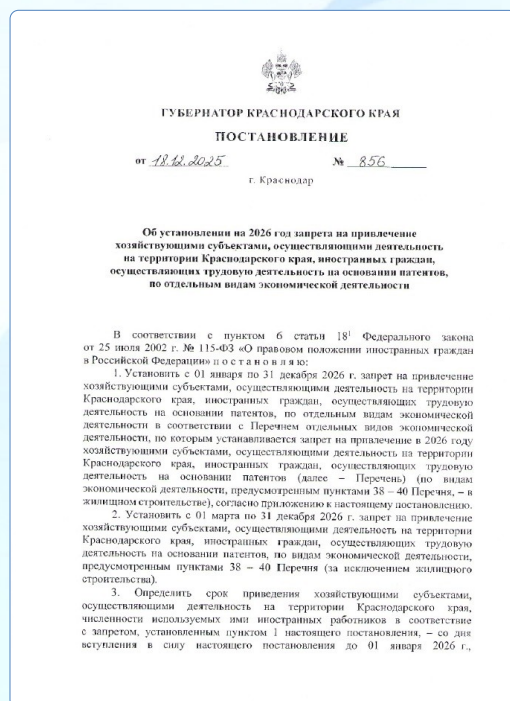 ГУБЕРНАТОР КРАСНОДАРСКОГО КРАЯ
ПОСТАНОВЛЕНИЕ
от 18.12.2025 № 856
г. Краснодар
Об установлении на 2026 год запрета на привлечение
хозяйствующими субъектами, осуществляющими деятельность
на территории Краснодарского края, иностранных граждан,
осуществляющих трудовую деятельность на основании патентов,
по отдельным видам экономической деятельности
В соответствии с пунктом 6 статьи 18¹ Федерального закона
от 25 июля 2002 г. № 115-ФЗ «О правовом положении иностранных граждан
в Российской Федерации» п о с т а н о в л я ю:
1. Установить с 01 января по 31 декабря 2026 г. запрет на привлечение
хозяйствующими субъектами, осуществляющими деятельность на территории
Краснодарского края, иностранных граждан, осуществляющих трудовую
деятельность на основании патентов, по отдельным видам экономической
деятельности в соответствии с Перечнем отдельных видов экономической
деятельности, по которым устанавливается запрет на привлечение в 2026 году
хозяйствующими субъектами, осуществляющими деятельность на территории
Краснодарского края, иностранных граждан, осуществляющих трудовую
деятельность на основании патентов (далее – Перечень) (по видам
экономической деятельности, предусмотренным пунктами 38 – 40 Перечня, – в
жилищном строительстве), согласно приложению к настоящему постановлению.
2. Установить с 01 марта по 31 декабря 2026 г. запрет на привлечение
хозяйствующими субъектами, осуществляющими деятельность на территории
Краснодарского края, иностранных граждан, осуществляющих трудовую
деятельность на основании патентов, по видам экономической деятельности,
предусмотренным пунктами 38 – 40 Перечня (за исключением жилищного
строительства).
3. Определить срок приведения хозяйствующими субъектами,
осуществляющими деятельность на территории Краснодарского края,
численности используемых ими иностранных работников в соответствие
с запретом, установленным пунктом 1 настоящего постановления, – со дня
вступления в силу настоящего постановления до 01 января 2026 г.,